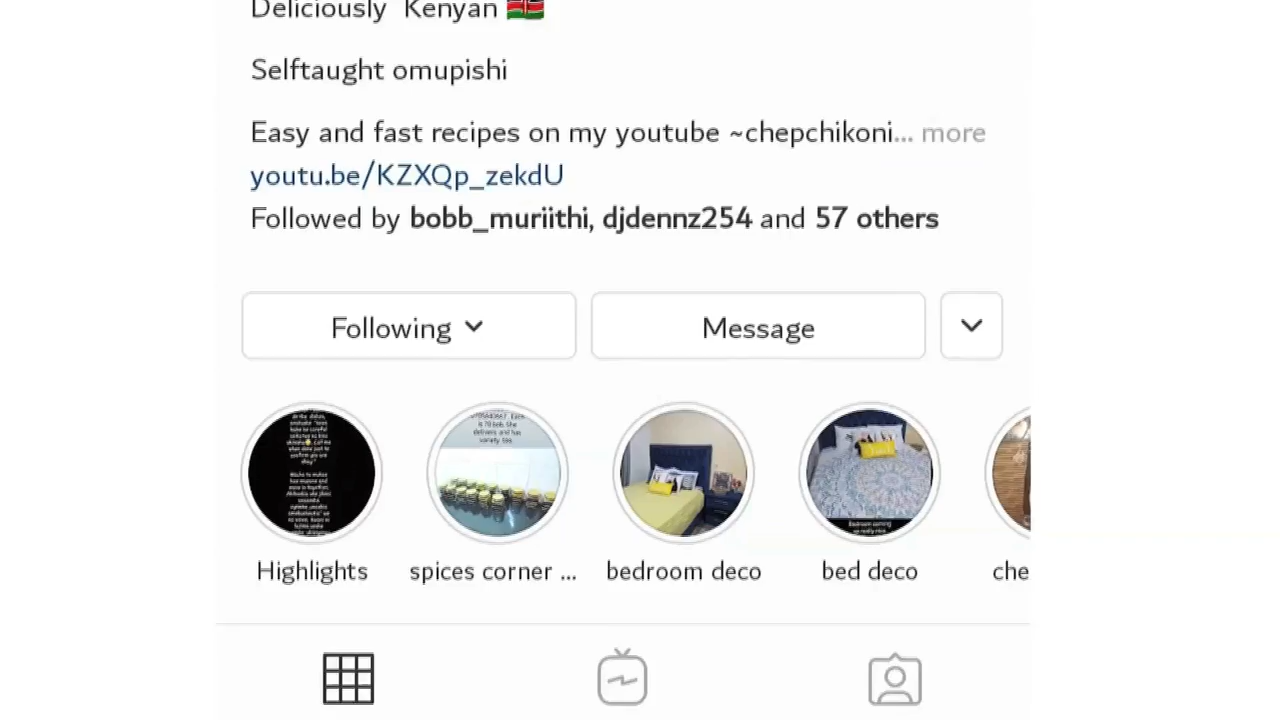 Deliciously Kenyan 🇰🇪
Selftaught omupishi
Easy and fast recipes on my youtube ~chepchikoni... more
youtu.be/KZXQp_zekdU
Followed by bobb_muriithi, djdennz254 and 57 others
Following
Message
Highlights
spices corner ...
bedroom deco
bed deco
che